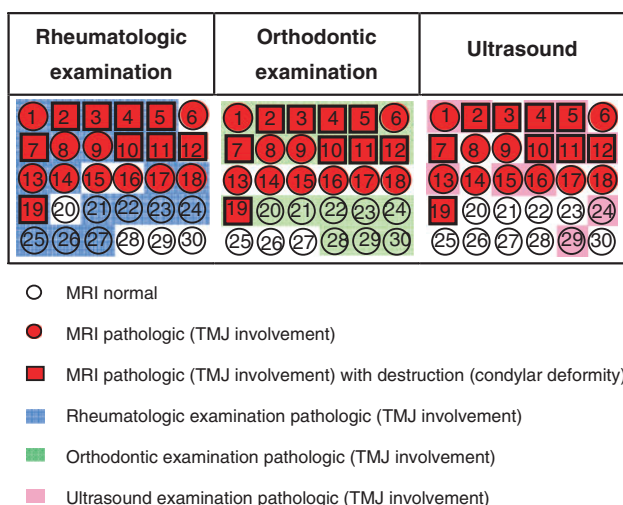 Rheumatologic examination
Orthodontic examination
Ultrasound
1 2 3 4 5 6
7 8 9 10 11 12
13 14 15 16 17 18
19 20 21 22 23 24
25 26 27 28 29 30
1 2 3 4 5 6
7 8 9 10 11 12
13 14 15 16 17 18
19 20 21 22 23 24
25 26 27 28 29 30
1 2 3 4 5 6
7 8 9 10 11 12
13 14 15 16 17 18
19 20 21 22 23 24
25 26 27 28 29 30
MRI normal
MRI pathologic (TMJ involvement)
MRI pathologic (TMJ involvement) with destruction (condylar deformity)
Rheumatologic examination pathologic (TMJ involvement)
Orthodontic examination pathologic (TMJ involvement)
Ultrasound examination pathologic (TMJ involvement)